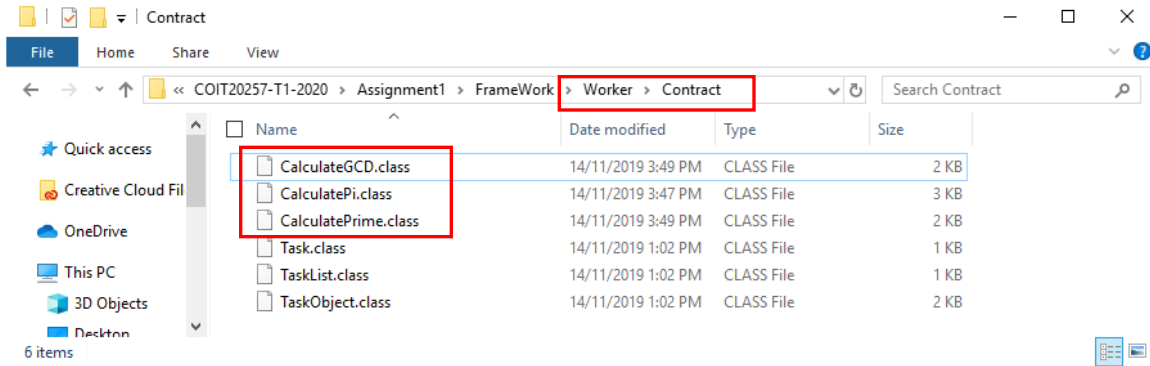 Contract
File Home Share View
« COIT20257-T1-2020 › Assignment1 › FrameWork › Worker › Contract Search Contract
Name Date modified Type Size
Quick access
CalculateGCD.class 14/11/2019 3:49 PM CLASS File 2 KB
Creative Cloud Fil
CalculatePi.class 14/11/2019 3:47 PM CLASS File 3 KB
CalculatePrime.class 14/11/2019 3:49 PM CLASS File 2 KB
OneDrive
Task.class 14/11/2019 1:02 PM CLASS File 1 KB
This PC
TaskList.class 14/11/2019 1:02 PM CLASS File 1 KB
3D Objects
TaskObject.class 14/11/2019 1:02 PM CLASS File 2 KB
Desktop
6 items